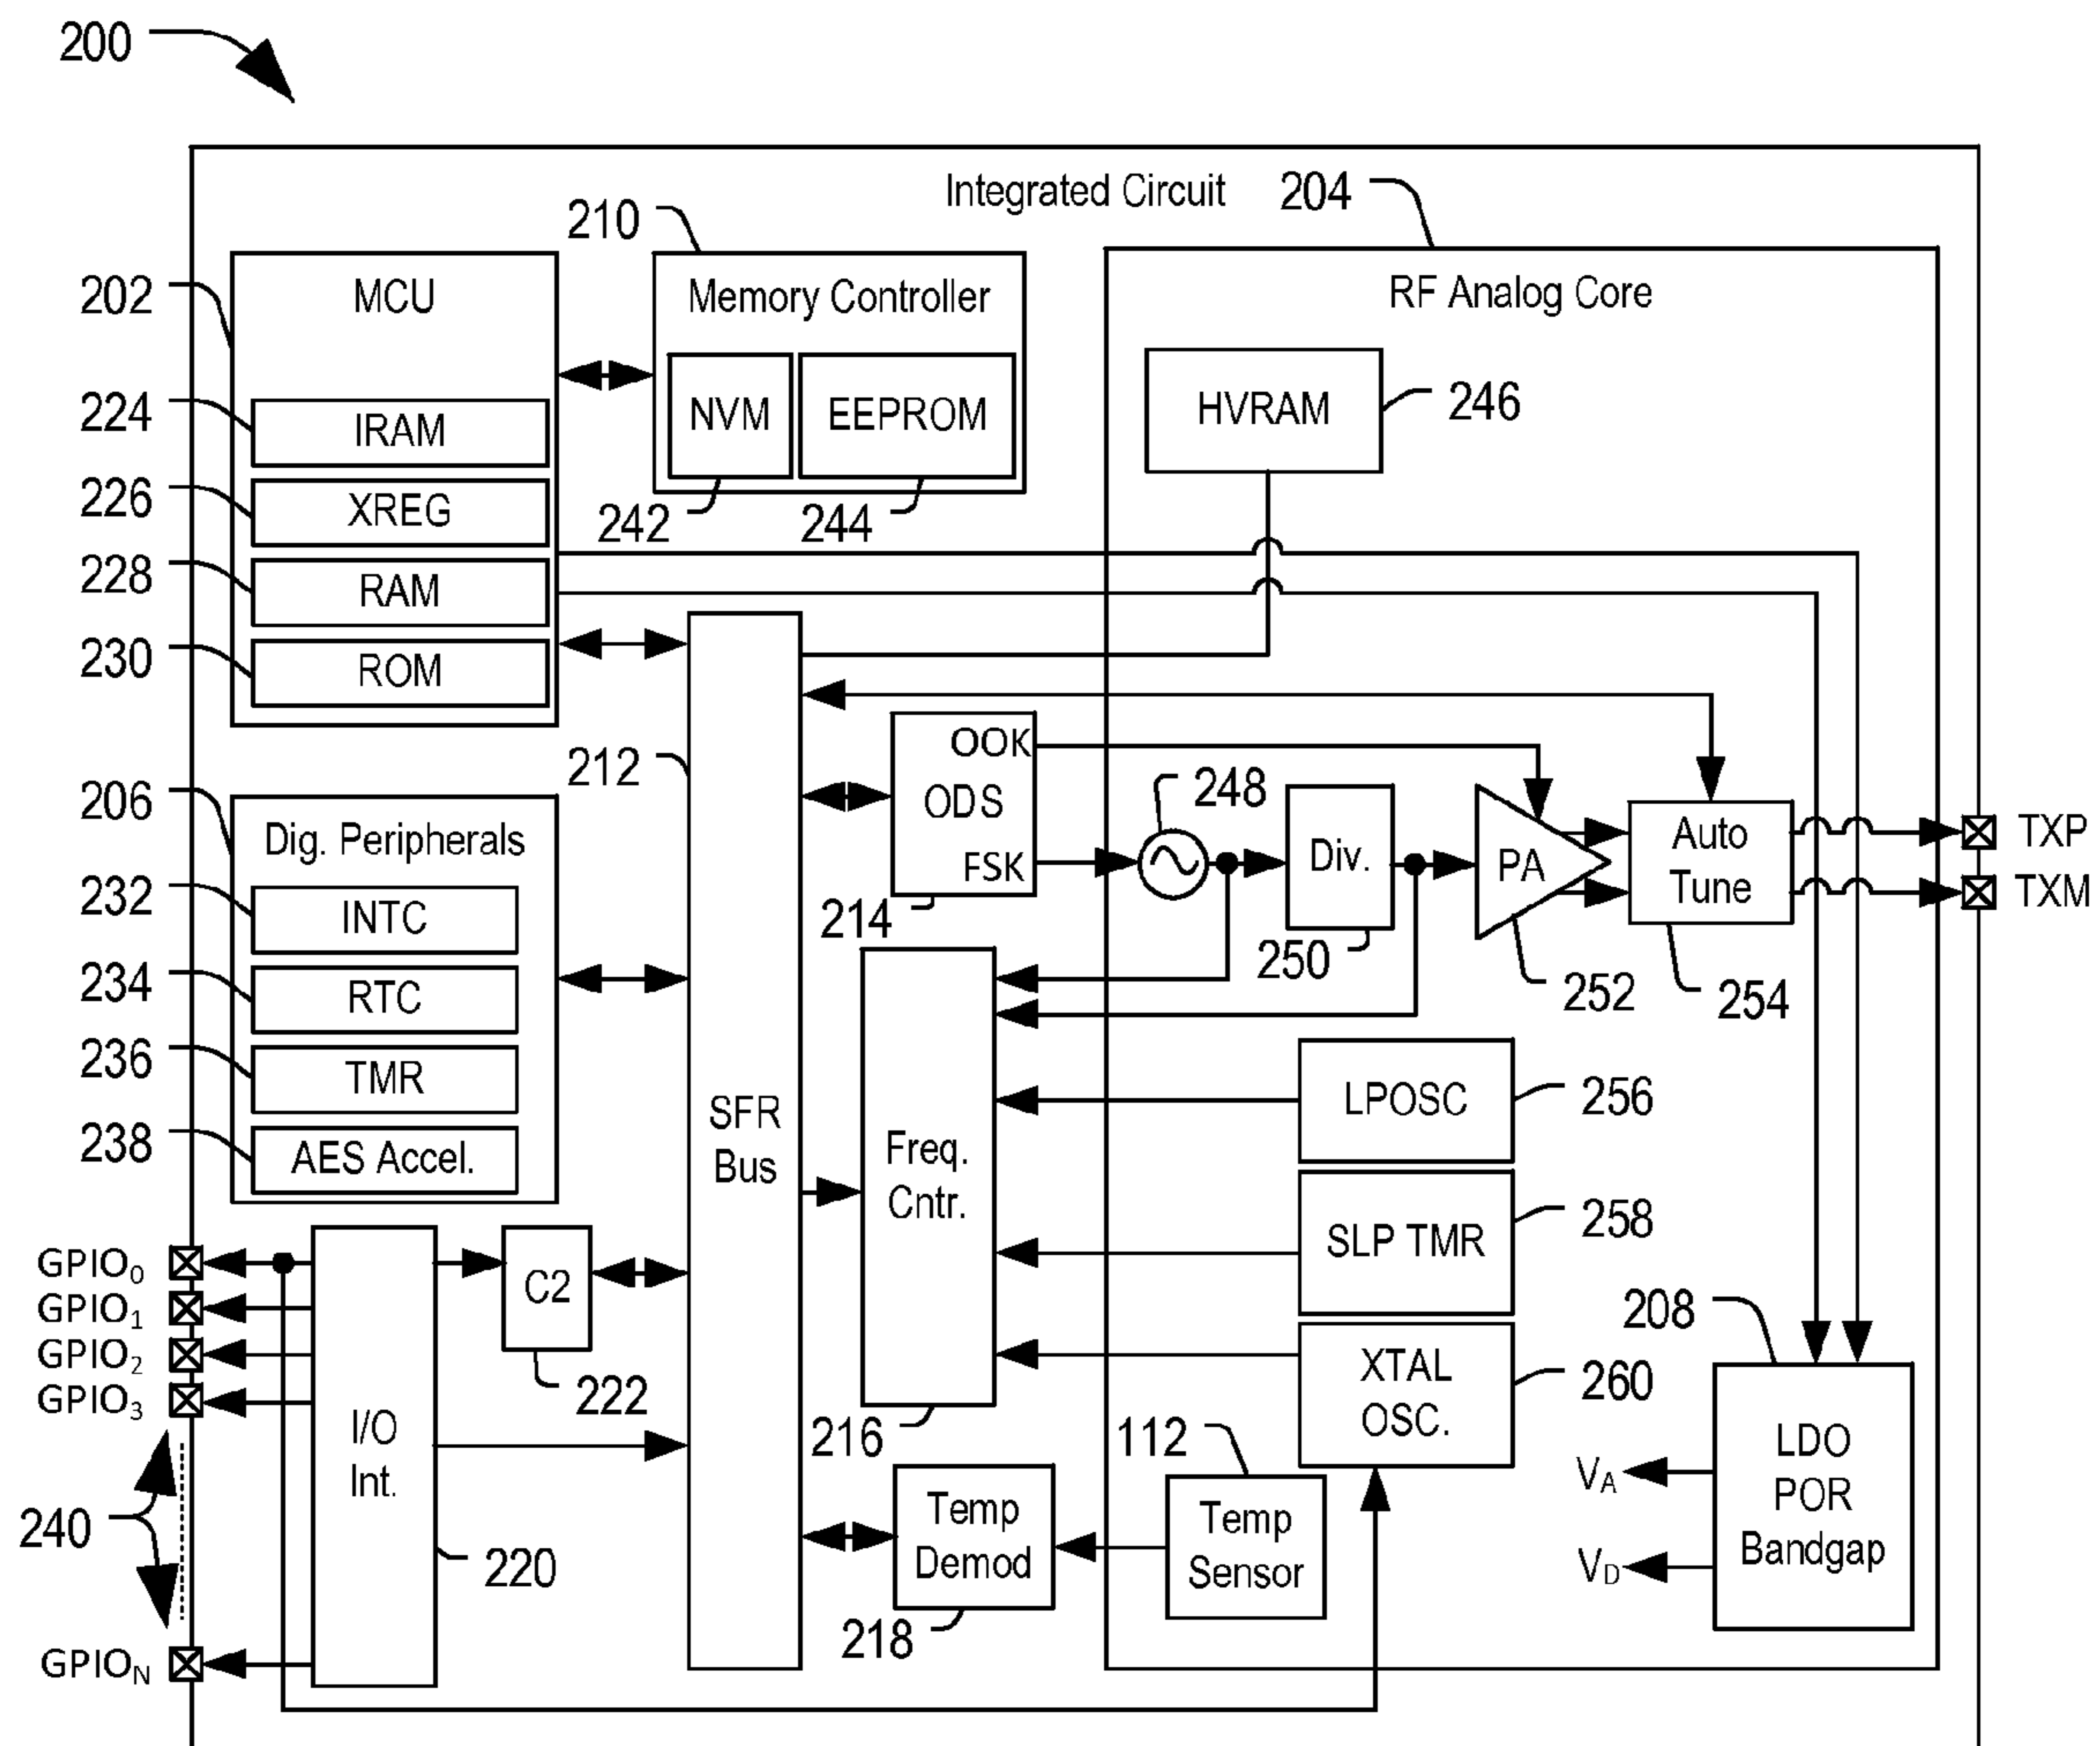 200
Integrated Circuit
204
210
202
MCU
Memory Controller
RF Analog Core
NVM
EEPROM
HVRAM
246
224
IRAM
226
XREG
242
244
228
RAM
230
ROM
212
OOK
ODS
FSK
214
248
Div.
250
PA
252
Auto
Tune
254
TXP
TXM
206
Dig. Peripherals
232
INTC
234
RTC
236
TMR
238
AES Accel.
SFR
Bus
Freq.
Cntr.
216
LPOSC
256
SLP TMR
258
XTAL
OSC.
260
208
LDO
POR
Bandgap
VA
VD
GPIO0
GPIO1
GPIO2
GPIO3
240
GPION
I/O
Int.
220
C2
222
Temp
Demod
218
112
Temp
Sensor